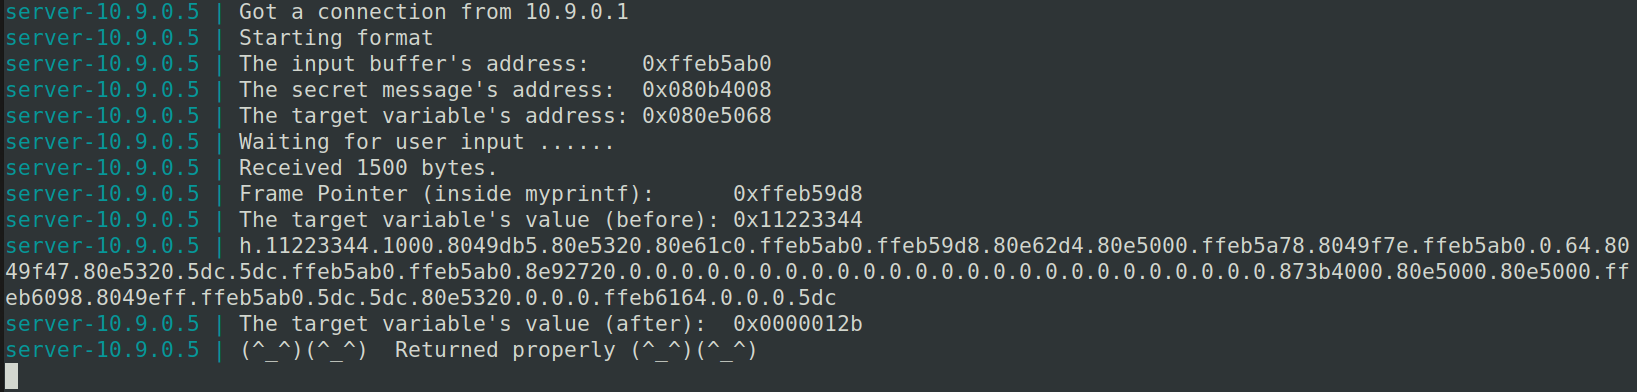 server-10.9.0.5 | Got a connection from 10.9.0.1
server-10.9.0.5 | Starting format
server-10.9.0.5 | The input buffer's address:    0xffeb5ab0
server-10.9.0.5 | The secret message's address:  0x080b4008
server-10.9.0.5 | The target variable's address: 0x080e5068
server-10.9.0.5 | Waiting for user input ......
server-10.9.0.5 | Received 1500 bytes.
server-10.9.0.5 | Frame Pointer (inside myprintf):      0xffeb59d8
server-10.9.0.5 | The target variable's value (before): 0x11223344
server-10.9.0.5 | h.11223344.1000.8049db5.80e5320.80e61c0.ffeb5ab0.ffeb59d8.80e62d4.80e5000.ffeb5a78.8049f7e.ffeb5ab0.0.64.80
49f47.80e5320.5dc.5dc.ffeb5ab0.ffeb5ab0.8e92720.0.0.0.0.0.0.0.0.0.0.0.0.0.0.0.0.0.0.0.0.0.0.0.0.0.873b4000.80e5000.80e5000.ff
eb6098.8049eff.ffeb5ab0.5dc.5dc.80e5320.0.0.0.ffeb6164.0.0.0.5dc
server-10.9.0.5 | The target variable's value (after):  0x0000012b
server-10.9.0.5 | (^_^)(^_^)  Returned properly (^_^)(^_^)